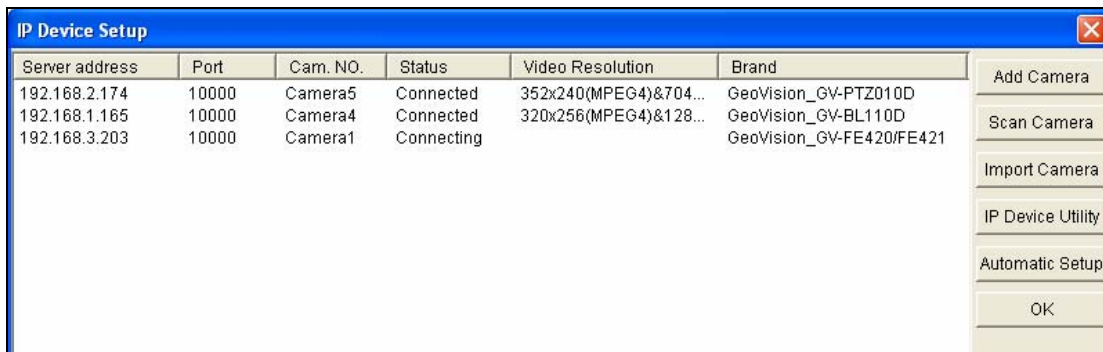 IP Device Setup
Server address Port Cam. NO. Status Video Resolution Brand
192.168.2.174 10000 Camera5 Connected 352x240(MPEG4)&704... GeoVision_GV-PTZ010D
192.168.1.165 10000 Camera4 Connected 320x256(MPEG4)&128... GeoVision_GV-BL110D
192.168.3.203 10000 Camera1 Connecting GeoVision_GV-FE420/FE421
Add Camera
Scan Camera
Import Camera
IP Device Utility
Automatic Setup
OK